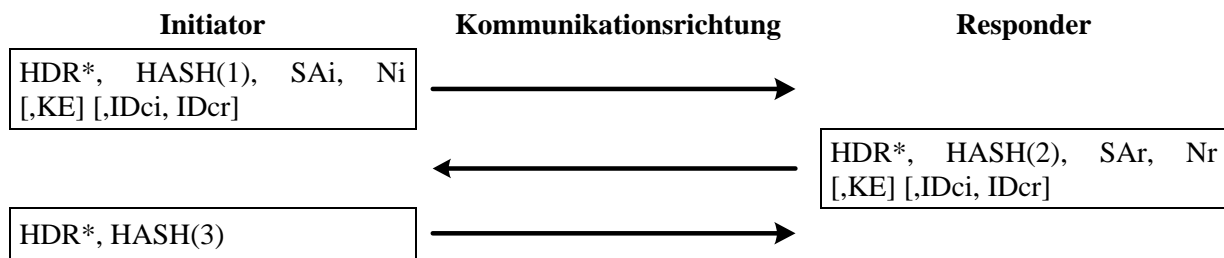 Initiator Kommunikationsrichtung Responder
HDR*, HASH(1), SAi, Ni
[,KE] [,IDci, IDcr]
HDR*, HASH(2), SAr, Nr
[,KE] [,IDci, IDcr]
HDR*, HASH(3)